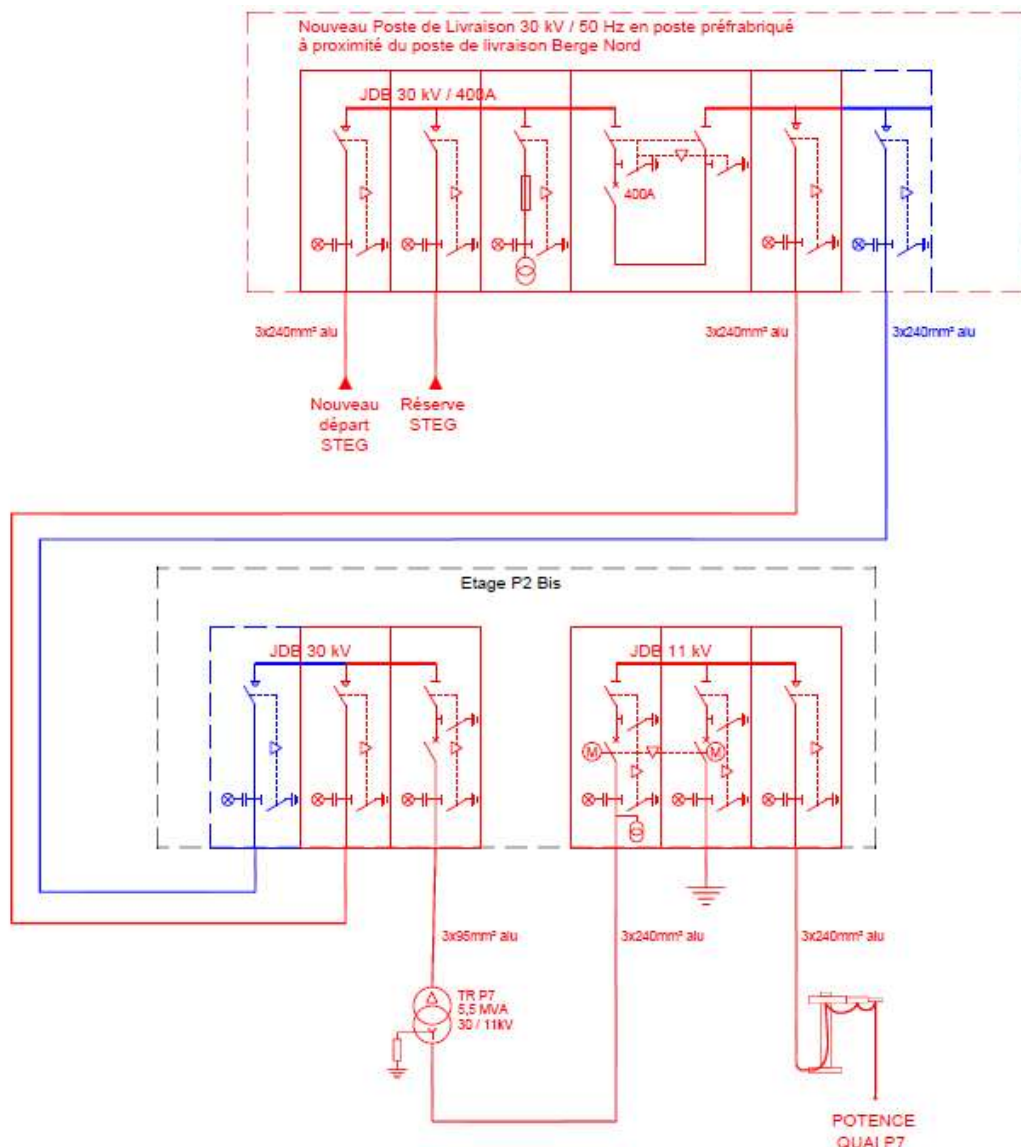 Nouveau Poste de Livraison 30 kV / 50 Hz en poste préfabriqué
à proximité du poste de livraison Berge Nord
JDB 30 kV / 400A
400A
3x240mm² alu
3x240mm² alu
3x240mm² alu
Nouveau
départ
STEG
Réserve
STEG
Etage P2 Bis
JDB 30 kV
JDB 11 kV
M
M
3x95mm² alu
3x240mm² alu
3x240mm² alu
TR P7
5,5 MVA
30 / 11kV
POTENCE
QUAI P7